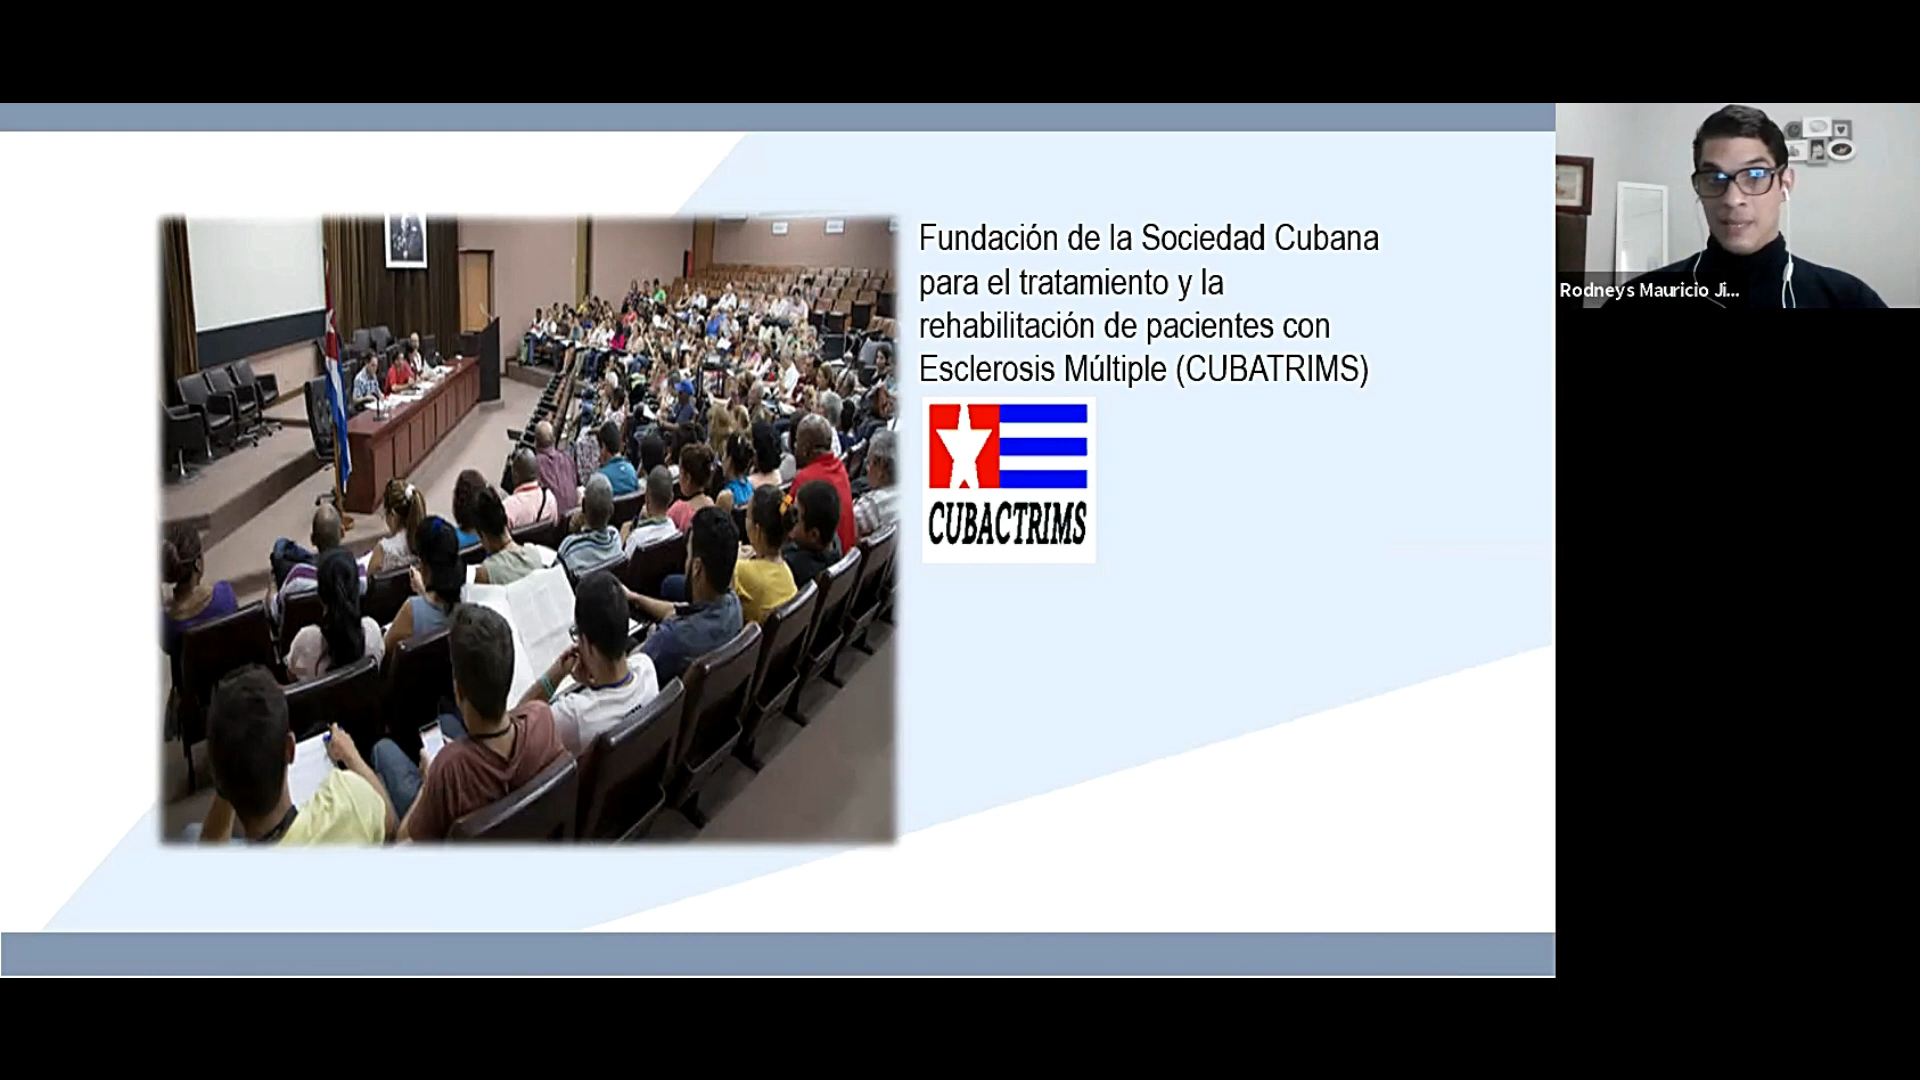 Fundación de la Sociedad Cubana
para el tratamiento y la
rehabilitación de pacientes con
Esclerosis Múltiple (CUBATRIMS)
CUBACTRIMS
Rodneys Mauricio Ji...